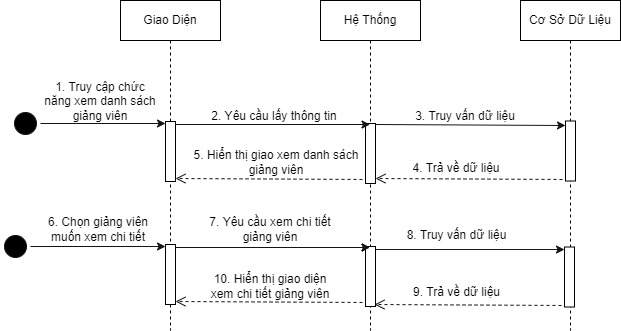 Giao Diện
Hệ Thống
Cơ Sở Dữ Liệu
1. Truy cập chức
năng xem danh sách
giảng viên
2. Yêu cầu lấy thông tin
3. Truy vấn dữ liệu
4. Trả về dữ liệu
5. Hiển thị giao xem danh sách
giảng viên
6. Chọn giảng viên
muốn xem chi tiết
7. Yêu cầu xem chi tiết
giảng viên
8. Truy vấn dữ liệu
9. Trả về dữ liệu
10. Hiển thị giao diện
xem chi tiết giảng viên